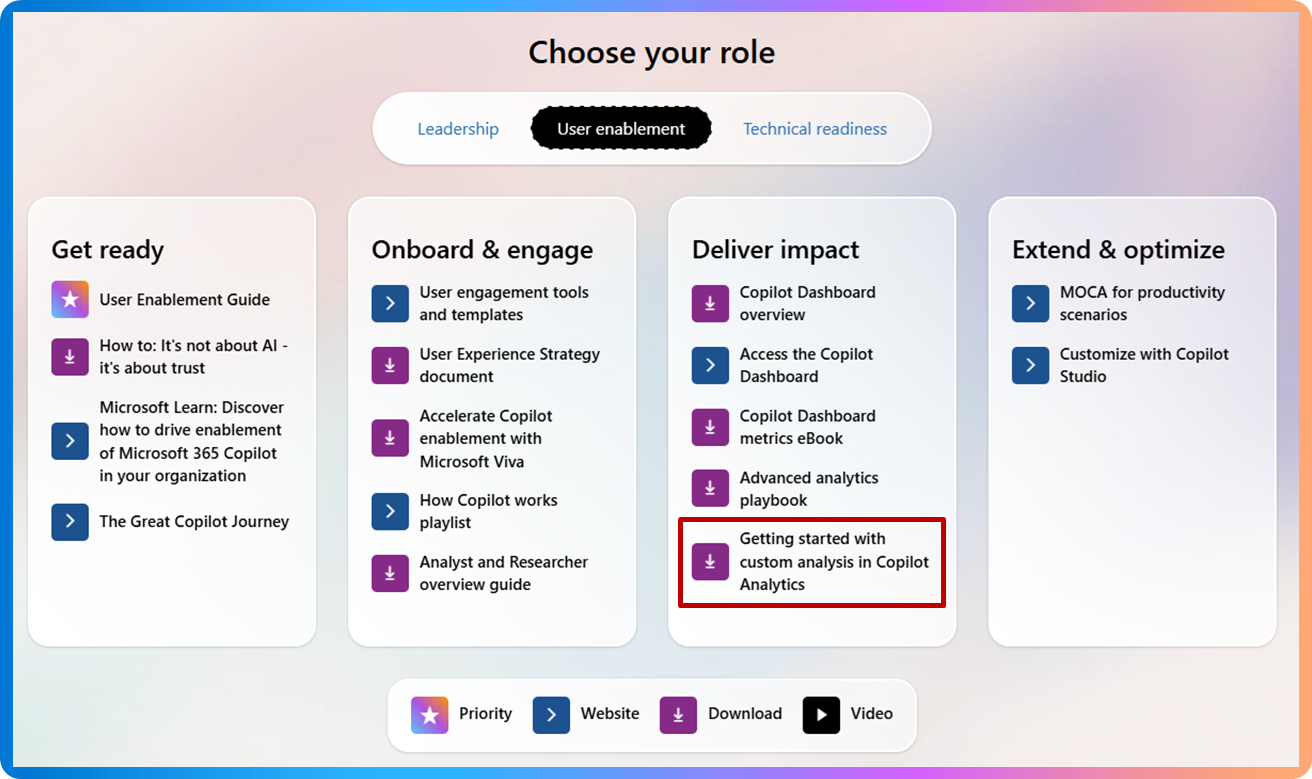 Choose your role
Leadership
User enablement
Technical readiness
Get ready
User Enablement Guide
How to: It's not about AI -
it's about trust
Microsoft Learn: Discover
how to drive enablement
of Microsoft 365 Copilot
in your organization
The Great Copilot Journey
Onboard & engage
User engagement tools
and templates
User Experience Strategy
document
Accelerate Copilot
enablement with
Microsoft Viva
How Copilot works
playlist
Analyst and Researcher
overview guide
Deliver impact
Copilot Dashboard
overview
Access the Copilot
Dashboard
Copilot Dashboard
metrics eBook
Advanced analytics
playbook
Getting started with
custom analysis in Copilot
Analytics
Extend & optimize
MOCA for productivity
scenarios
Customize with Copilot
Studio
Priority
Website
Download
Video